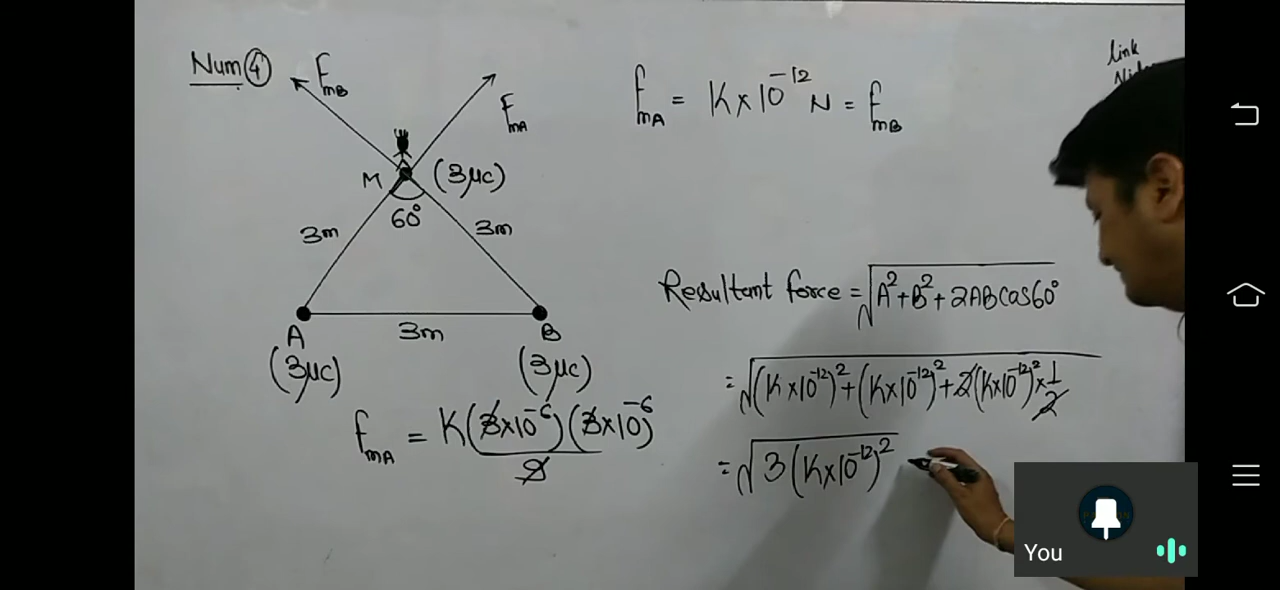 Num ④
F_mB
F_mA
M
(3μc)
60°
3m
3m
A
3m
B
(3μc)
(3μc)
f_mA = K(3×10⁻⁶)(3×10)⁻⁶ / 9
f_mA = K×10⁻¹² N = f_mB
link
Resultant force = √A²+B²+2ABCos60°
= √(K×10⁻¹²)²+(K×10⁻¹²)²+2(K×10⁻¹²)²×1/2
= √3(K×10⁻¹²)²
You